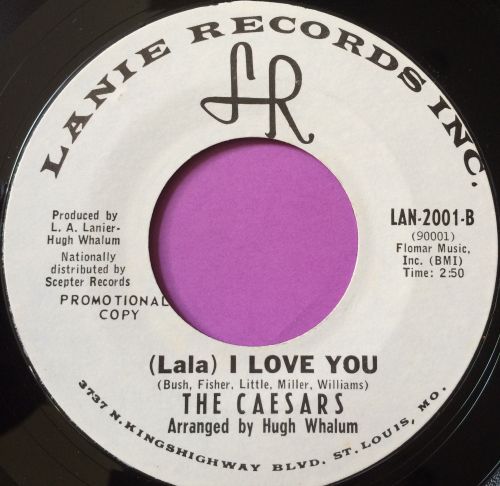 LANIE RECORDS INC.
LR
Produced by
L. A. Lanier-
Hugh Whalum
Nationally
distributed by
Scepter Records
PROMOTIONAL
COPY
LAN-2001-B
(90001)
Flomar Music,
Inc. (BMI)
Time: 2:50
(Lala) I LOVE YOU
(Bush, Fisher, Little, Miller, Williams)
THE CAESARS
Arranged by Hugh Whalum
3737 N. KINGSHIGHWAY BLVD. ST. LOUIS, MO.